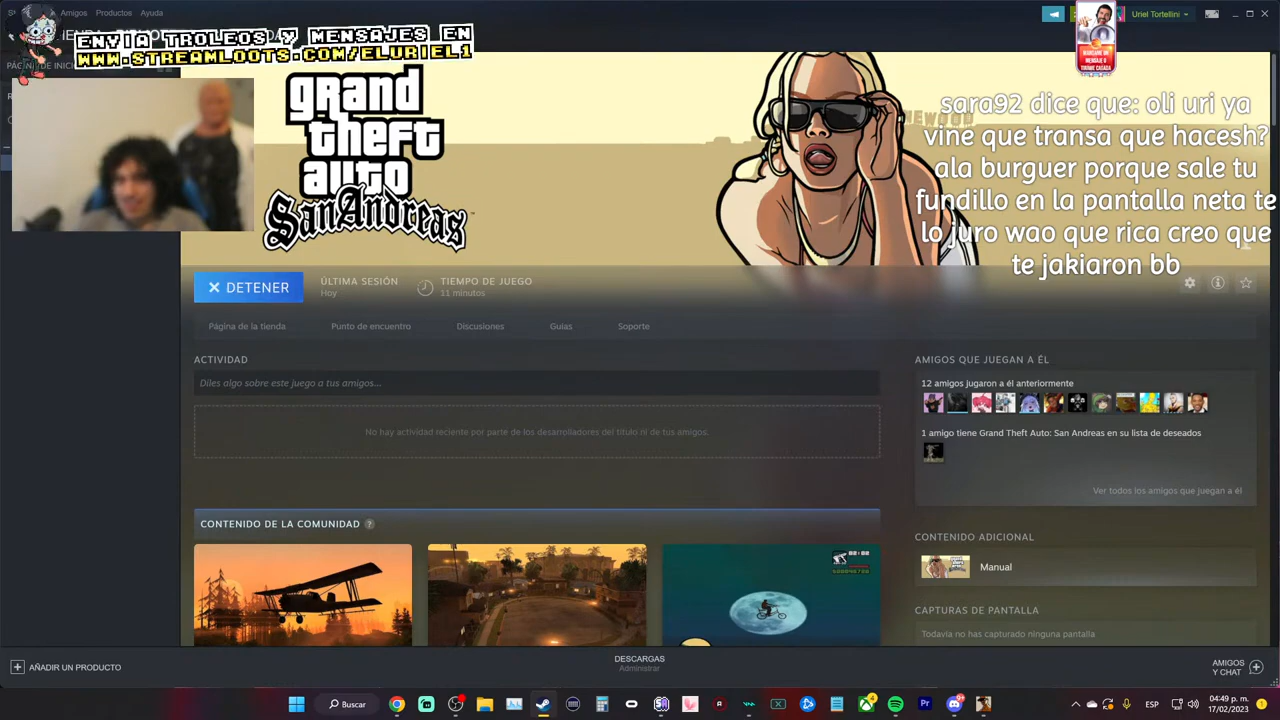 Amigos Productos Ayuda
Uriel Tortellini
ENVIA TROLEOS Y MENSAJES EN
WWW.STREAMLOOTS.COM/ELURIEL1
PÁGINA DE INICI
grand
theft
auto
San Andreas
sara92 dice que: oli uri ya
vine que transa que hacesh?
ala burguer porque sale tu
fundillo en la pantalla neta te
lo juro wao que rica creo que
te jakiaron bb
DETENER
ÚLTIMA SESIÓN
Hoy
TIEMPO DE JUEGO
11 minutos
Página de la tienda
Punto de encuentro
Discusiones
Guías
Soporte
ACTIVIDAD
Diles algo sobre este juego a tus amigos...
No hay actividad reciente por parte de los desarrolladores del título ni de tus amigos.
AMIGOS QUE JUEGAN A ÉL
12 amigos jugaron a él anteriormente
1 amigo tiene Grand Theft Auto: San Andreas en su lista de deseados
Ver todos los amigos que juegan a él
CONTENIDO DE LA COMUNIDAD ?
CONTENIDO ADICIONAL
Manual
CAPTURAS DE PANTALLA
Todavía no has capturado ninguna pantalla
AÑADIR UN PRODUCTO
DESCARGAS
Administrar
AMIGOS
Y CHAT
Buscar
4
ESP
04:49 p. m.
17/02/2023